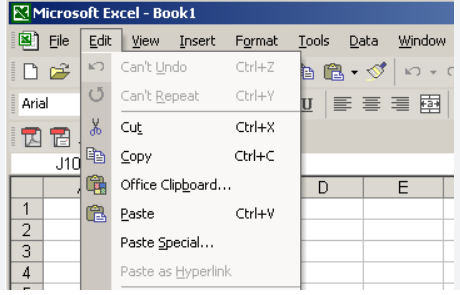 Microsoft Excel - Book1
File Edit View Insert Format Tools Data Window
Can't Undo Ctrl+Z
Can't Repeat Ctrl+Y
Arial
U
Cut Ctrl+X
Copy Ctrl+C
J10
Office Clipboard...
D E
1
Paste Ctrl+V
2
Paste Special...
3
Paste as Hyperlink
4